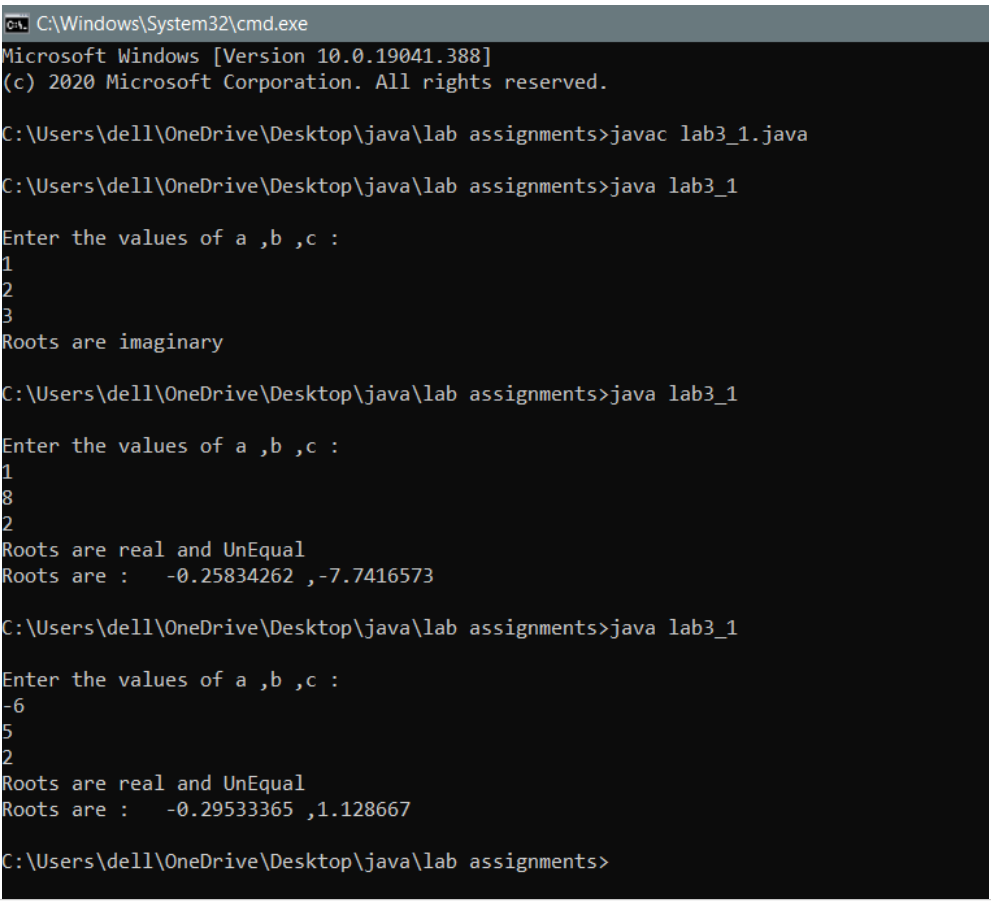 C:\Windows\System32\cmd.exe
Microsoft Windows [Version 10.0.19041.388]
(c) 2020 Microsoft Corporation. All rights reserved.
C:\Users\dell\OneDrive\Desktop\java\lab assignments>javac lab3_1.java
C:\Users\dell\OneDrive\Desktop\java\lab assignments>java lab3_1
Enter the values of a ,b ,c :
1
2
3
Roots are imaginary
C:\Users\dell\OneDrive\Desktop\java\lab assignments>java lab3_1
Enter the values of a ,b ,c :
1
8
2
Roots are real and UnEqual
Roots are :   -0.25834262 ,-7.7416573
C:\Users\dell\OneDrive\Desktop\java\lab assignments>java lab3_1
Enter the values of a ,b ,c :
-6
5
2
Roots are real and UnEqual
Roots are :   -0.29533365 ,1.128667
C:\Users\dell\OneDrive\Desktop\java\lab assignments>